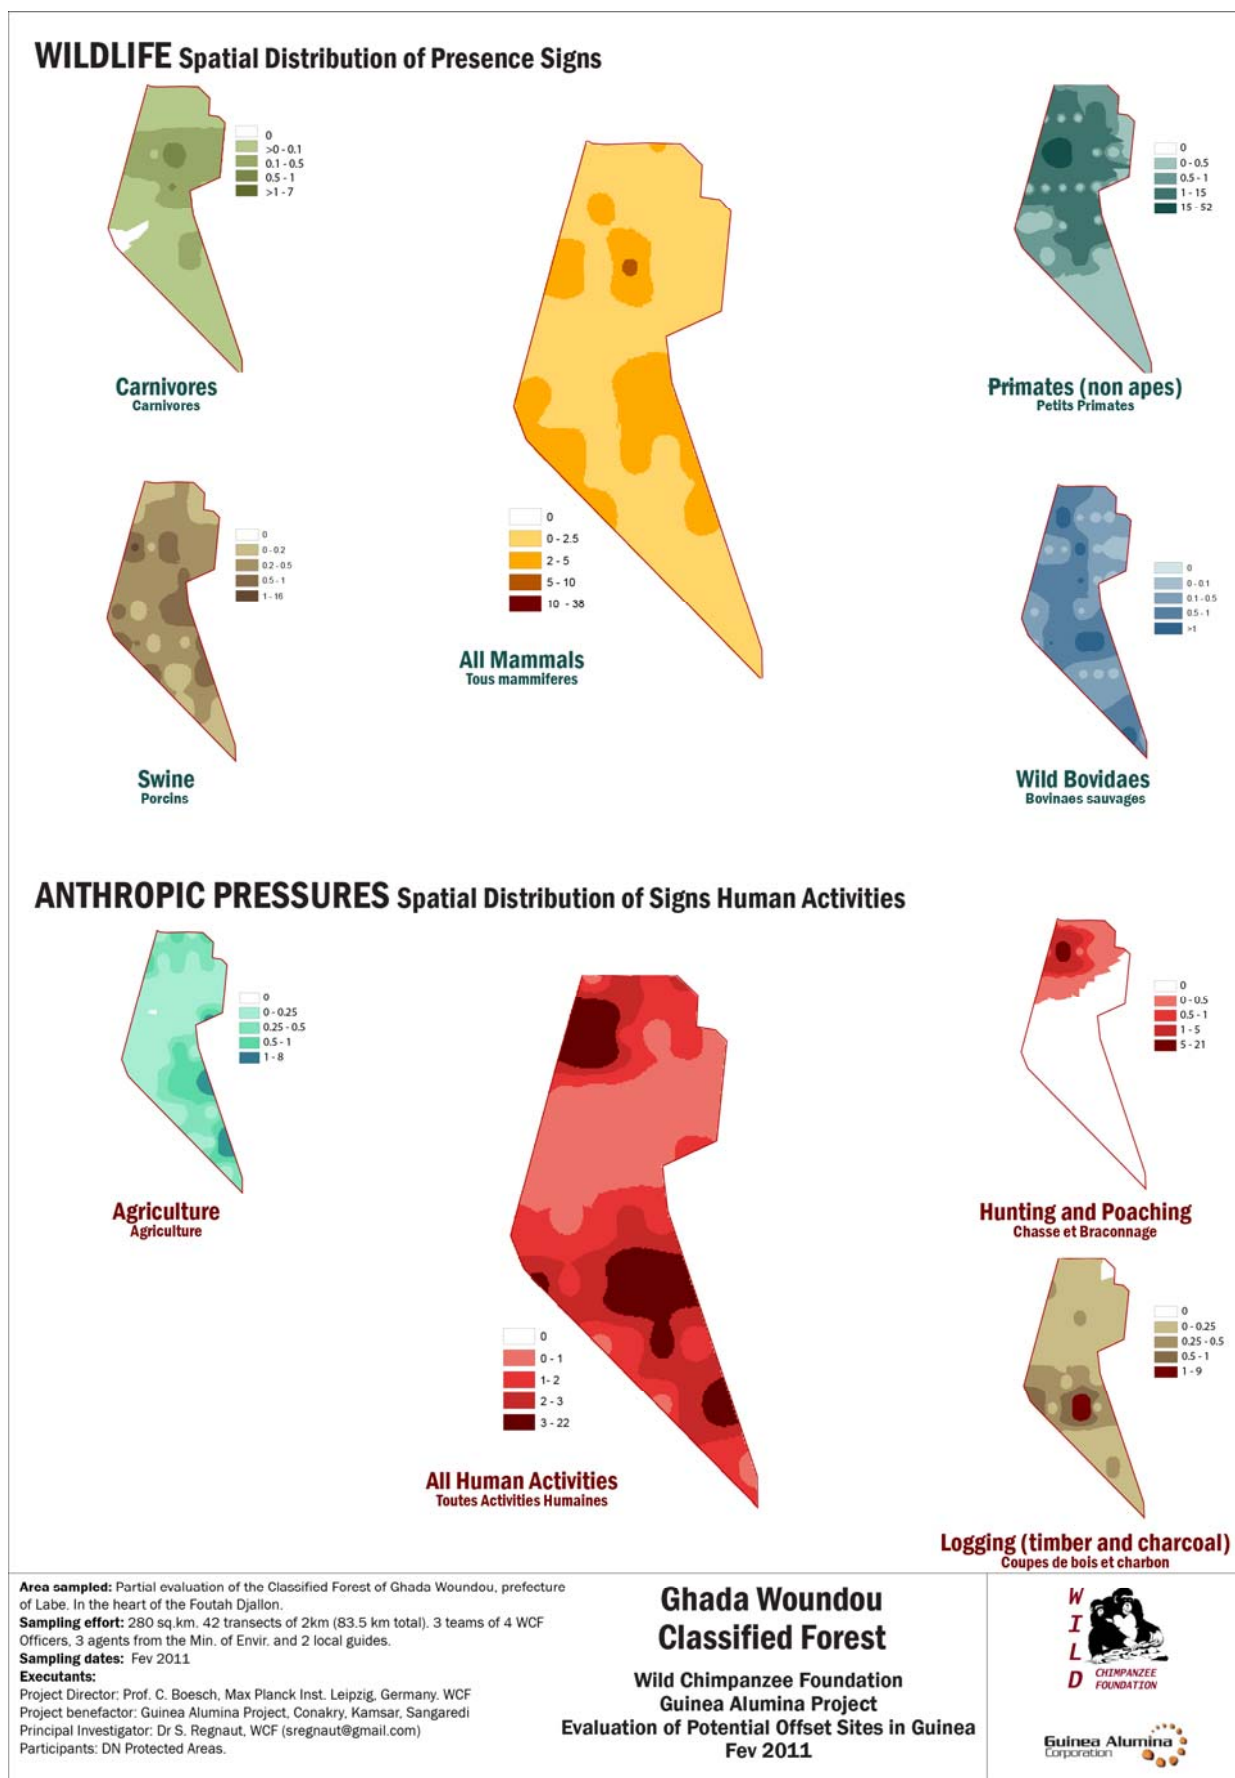 WILDLIFE Spatial Distribution of Presence Signs
0
>0 - 0.1
0.1 - 0.5
0.5 - 1
>1 - 7
Carnivores
Carnivores
0
0 - 2.5
2 - 5
5 - 10
10 - 38
All Mammals
Tous mammiferes
0
0 - 0.5
0.5 - 1
1 - 15
15 - 52
Primates (non apes)
Petits Primates
0
0 - 0.2
0.2 - 0.5
0.5 - 1
1 - 16
Swine
Porcins
0
0 - 0.1
0.1 - 0.5
0.5 - 1
>1
Wild Bovidaes
Bovinaes sauvages
ANTHROPIC PRESSURES Spatial Distribution of Signs Human Activities
0
0 - 0.25
0.25 - 0.5
0.5 - 1
1 - 8
Agriculture
Agriculture
0
0 - 1
1- 2
2 - 3
3 - 22
All Human Activities
Toutes Activities Humaines
0
0 - 0.5
0.5 - 1
1 - 5
5 - 21
Hunting and Poaching
Chasse et Braconnage
0
0 - 0.25
0.25 - 0.5
0.5 - 1
1 - 9
Logging (timber and charcoal)
Coupes de bois et charbon
Area sampled: Partial evaluation of the Classified Forest of Ghada Woundou, prefecture
of Labe. In the heart of the Foutah Djallon.
Sampling effort: 280 sq.km. 42 transects of 2km (83.5 km total). 3 teams of 4 WCF
Officers, 3 agents from the Min. of Envir. and 2 local guides.
Sampling dates: Fev 2011
Executants:
Project Director: Prof. C. Boesch, Max Planck Inst. Leipzig, Germany. WCF
Project benefactor: Guinea Alumina Project, Conakry, Kamsar, Sangaredi
Principal Investigator: Dr S. Regnaut, WCF (sregnaut@gmail.com)
Participants: DN Protected Areas.
Ghada Woundou
Classified Forest
Wild Chimpanzee Foundation
Guinea Alumina Project
Evaluation of Potential Offset Sites in Guinea
Fev 2011
WILD
CHIMPANZEE
FOUNDATION
Guinea Alumina
Corporation